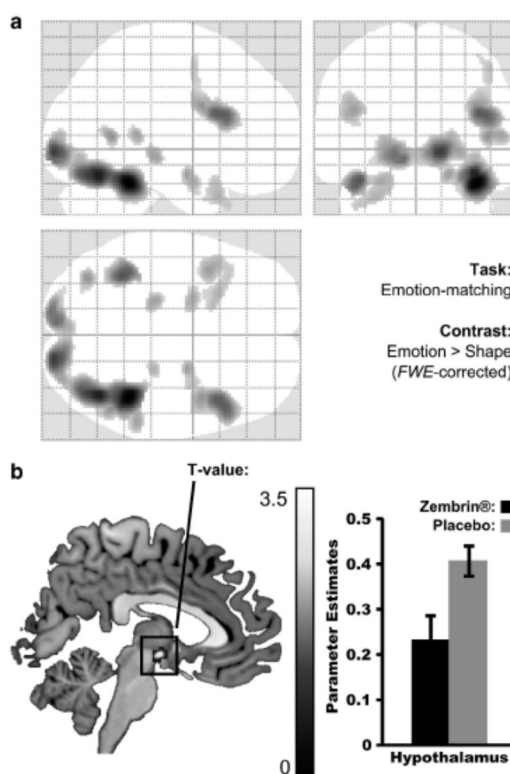 a
Task:
Emotion-matching
Contrast:
Emotion > Shape
(FWE-corrected)
b
T-value:
3.5
0
Zembrin®:
Placebo:
Parameter Estimates
0.5
0.4
0.3
0.2
0.1
0
Hypothalamus